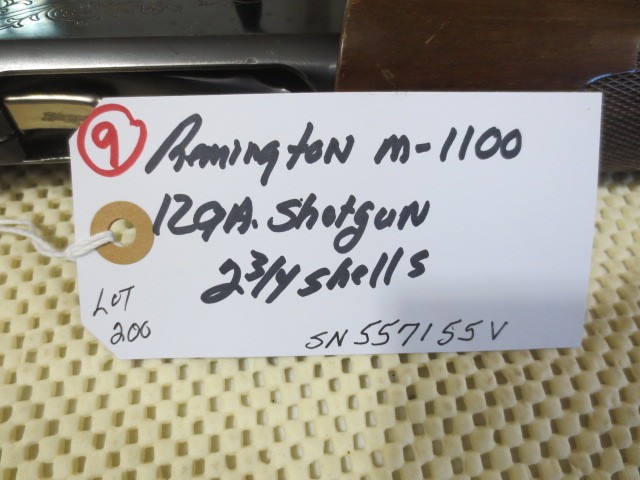 9 Remington M-1100
12GA. Shotgun
2 3/4 shells
LOT
200
SN 557155V